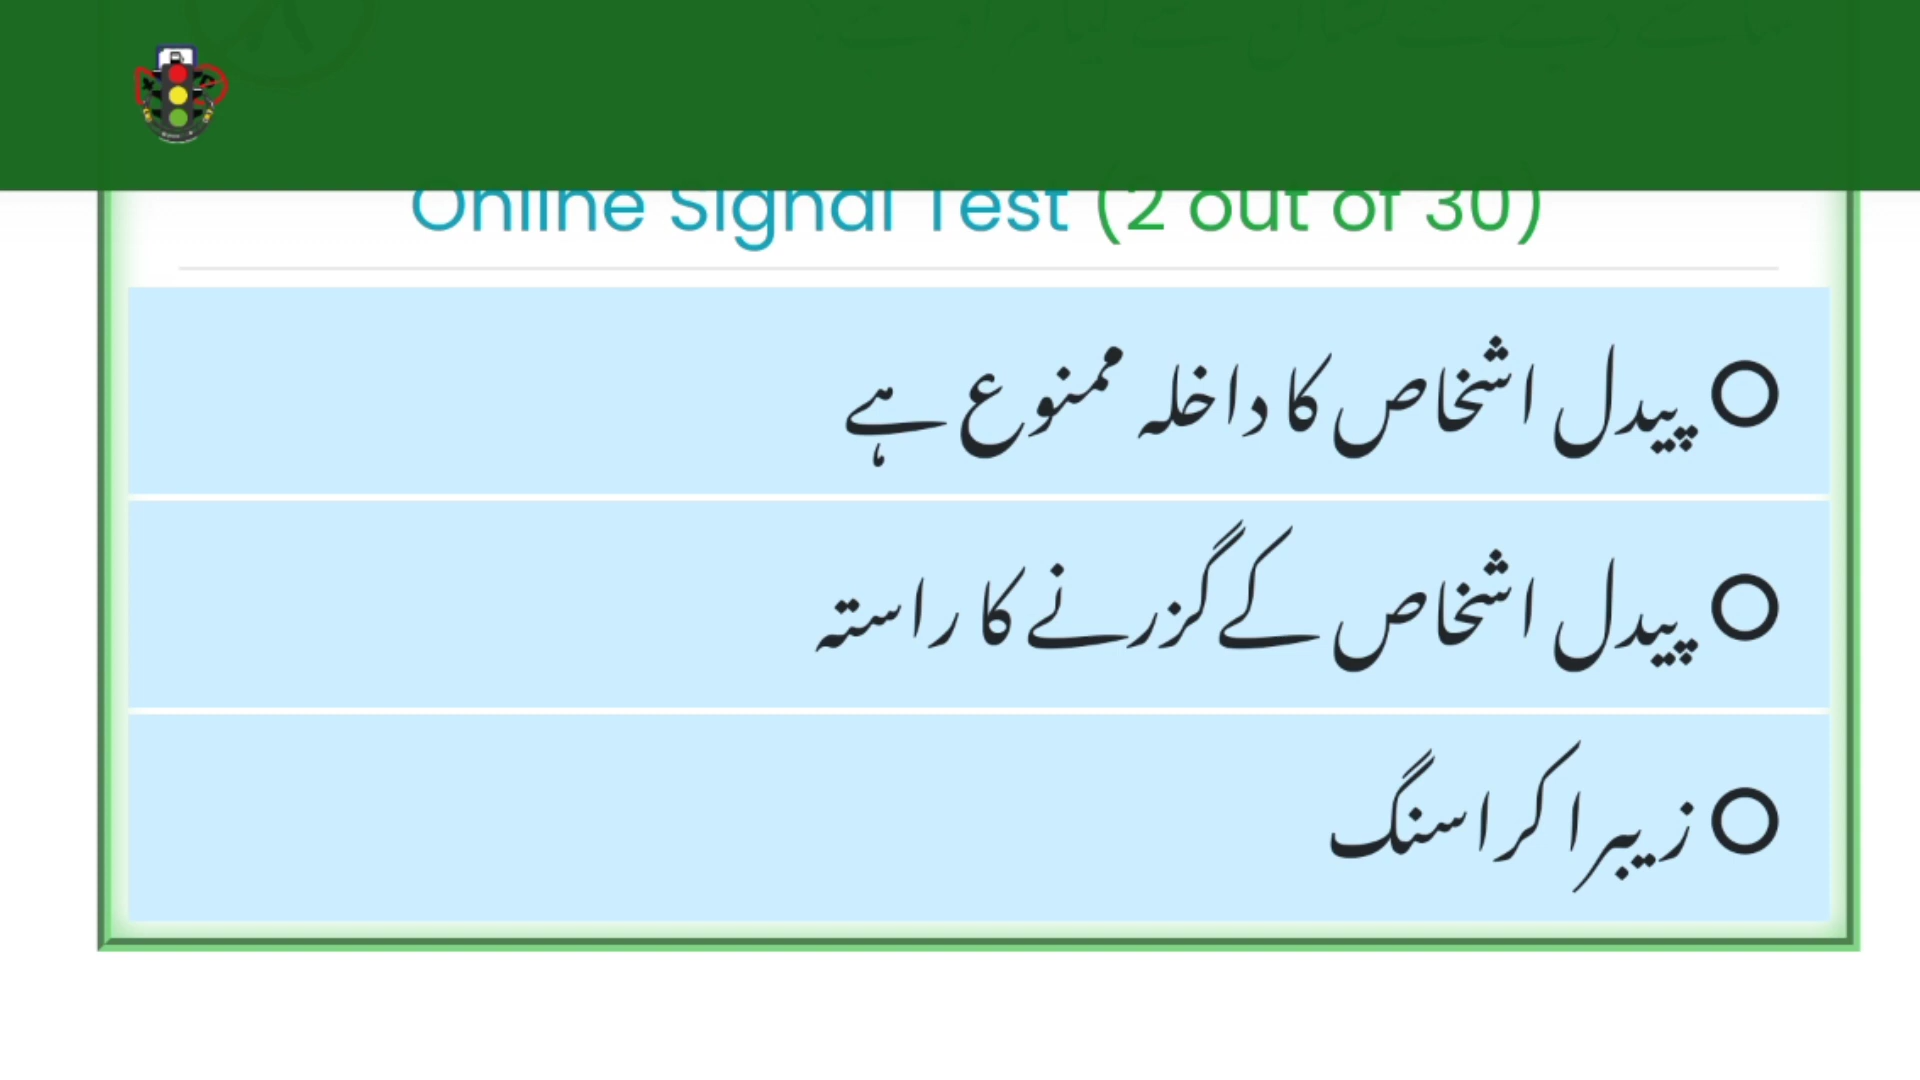 Online Signal Test (2 out of 30)
پیدل اشخاص کا داخلہ ممنوع ہے
پیدل اشخاص کے گزرنے کا راستہ
زیبرا کراسنگ